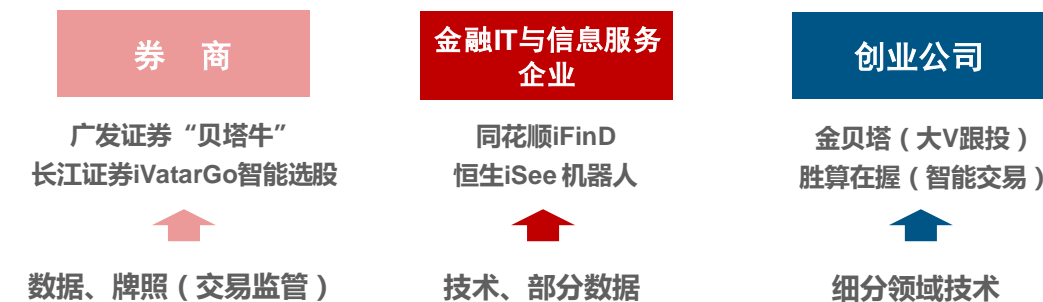 券 商
广发证券“贝塔牛”
长江证券iVatarGo智能选股
数据、牌照（交易监管）
金融IT与信息服务
企业
同花顺iFinD
恒生iSee 机器人
技术、部分数据
创业公司
金贝塔（大V跟投）
胜算在握（智能交易）
细分领域技术